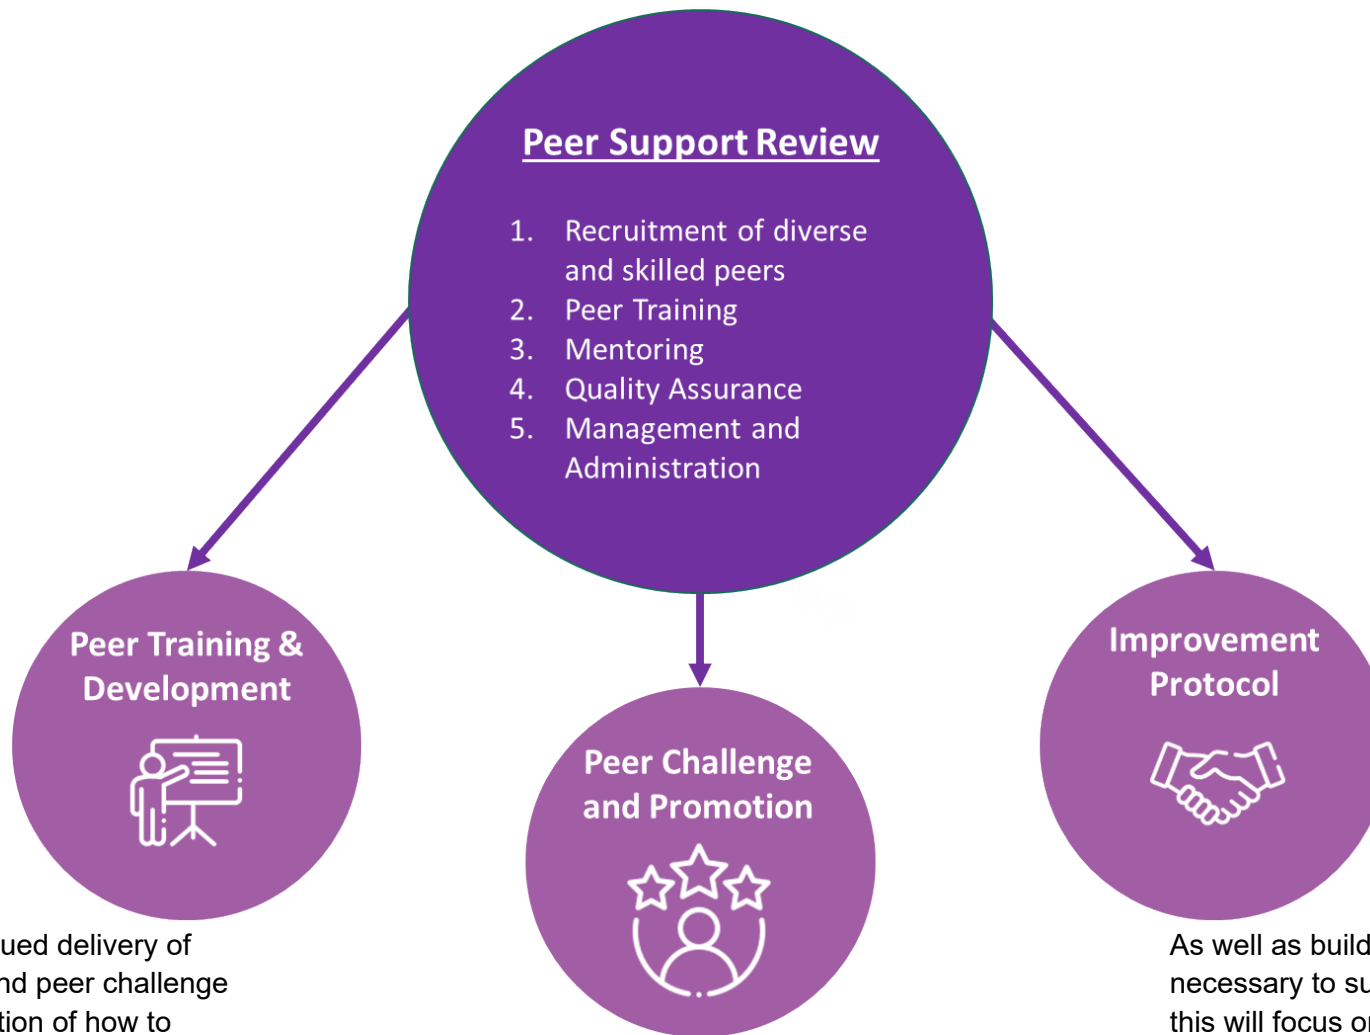 Peer Support Review
1. Recruitment of diverse
and skilled peers
2. Peer Training
3. Mentoring
4. Quality Assurance
5. Management and
Administration
Peer Training &
Development
Peer Challenge
and Promotion
Improvement
Protocol
ued delivery of
nd peer challenge
tion of how to
As well as build
necessary to su
this will focus o